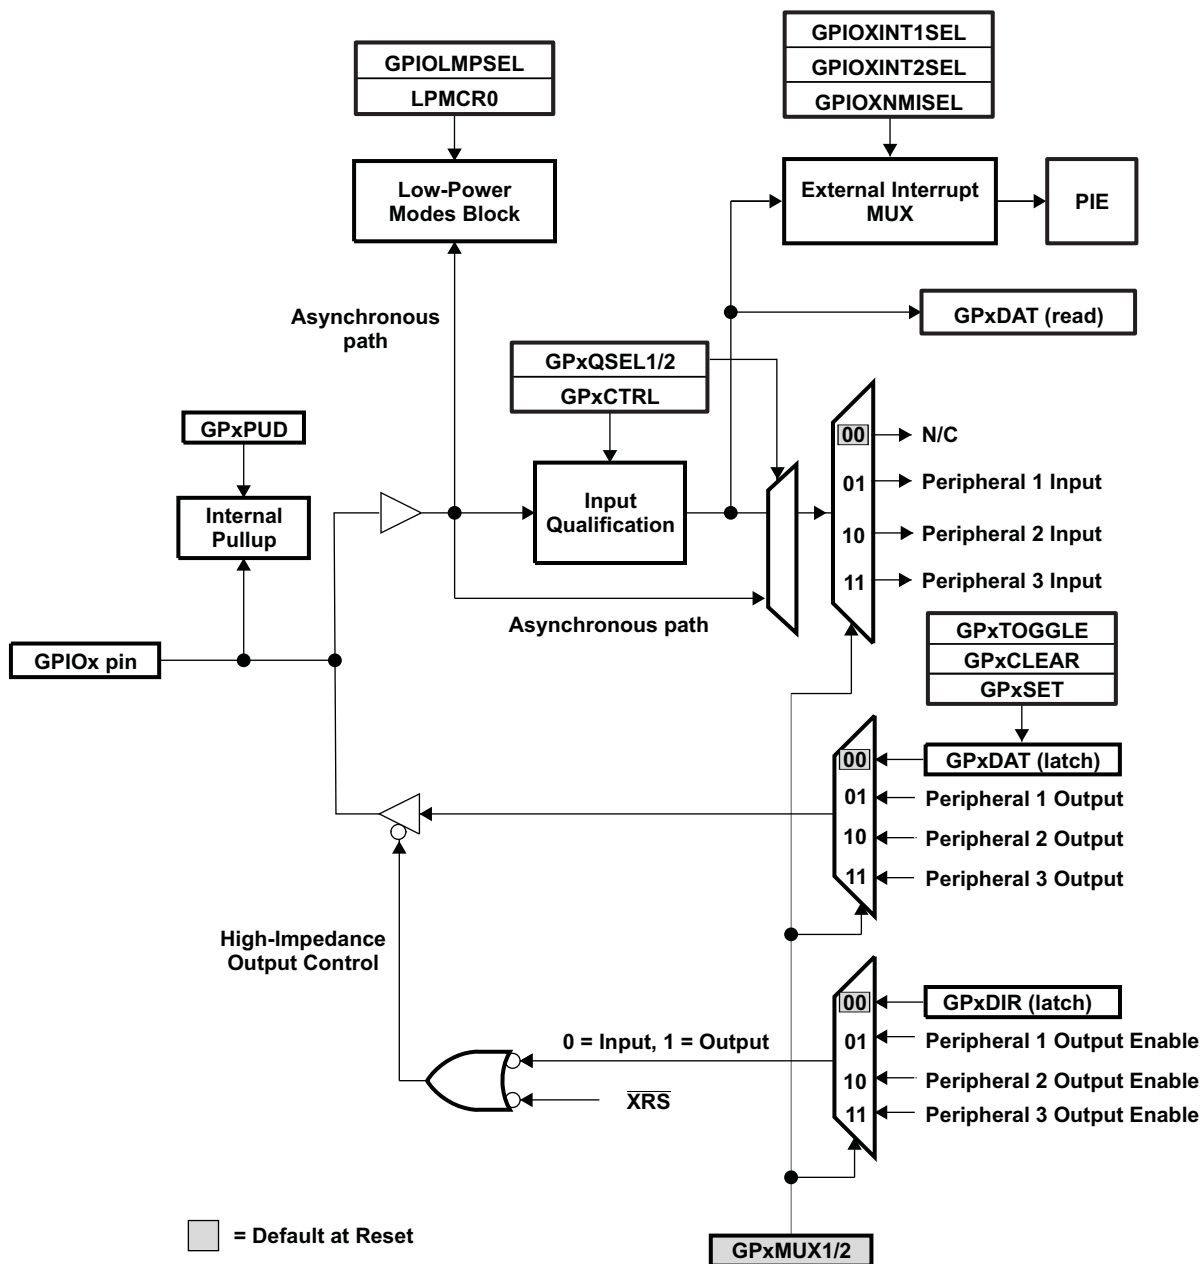 GPIOXINT1SEL
GPIOXINT2SEL
GPIOXNMISEL
GPIOLMPSEL
LPMCR0
Low-Power
Modes Block
External Interrupt
MUX
PIE
Asynchronous
path
GPxDAT (read)
GPxQSEL1/2
GPxCTRL
GPxPUD
Internal
Pullup
Input
Qualification
00
N/C
01
Peripheral 1 Input
10
Peripheral 2 Input
11
Peripheral 3 Input
Asynchronous path
GPIOx pin
GPxTOGGLE
GPxCLEAR
GPxSET
00
GPxDAT (latch)
01
Peripheral 1 Output
10
Peripheral 2 Output
11
Peripheral 3 Output
High-Impedance
Output Control
00
GPxDIR (latch)
0 = Input, 1 = Output
01
Peripheral 1 Output Enable
10
Peripheral 2 Output Enable
XRS
11
Peripheral 3 Output Enable
= Default at Reset
GPxMUX1/2